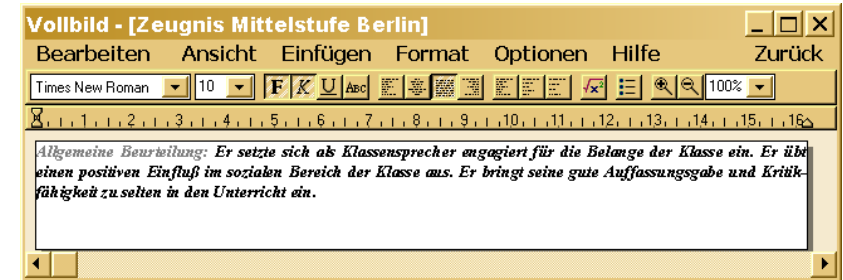 Vollbild - [Zeugnis Mittelstufe Berlin]
Bearbeiten Ansicht Einfügen Format Optionen Hilfe Zurück
Times New Roman 10 F K U ABC √x² 100%
1 2 3 4 5 6 7 8 9 10 11 12 13 14 15 16
Allgemeine Beurteilung: Er setzte sich als Klassensprecher engagiert für die Belange der Klasse ein. Er übt
einen positiven Einfluß im sozialen Bereich der Klasse aus. Er bringt seine gute Auffassungsgabe und Kritik-
fähigkeit zu selten in den Unterricht ein.